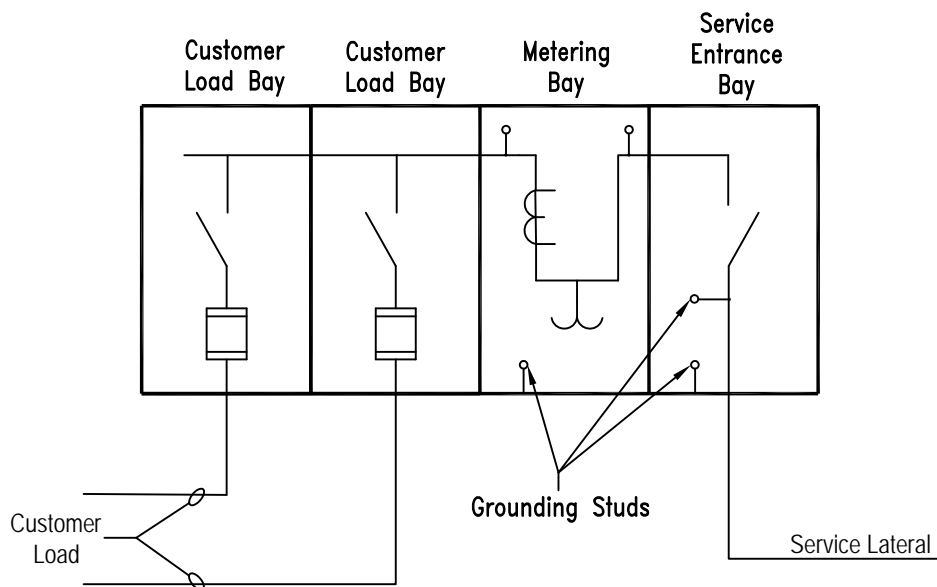 Customer
Load Bay
Customer
Load Bay
Metering
Bay
Service
Entrance
Bay
Grounding Studs
Customer
Load
Service Lateral